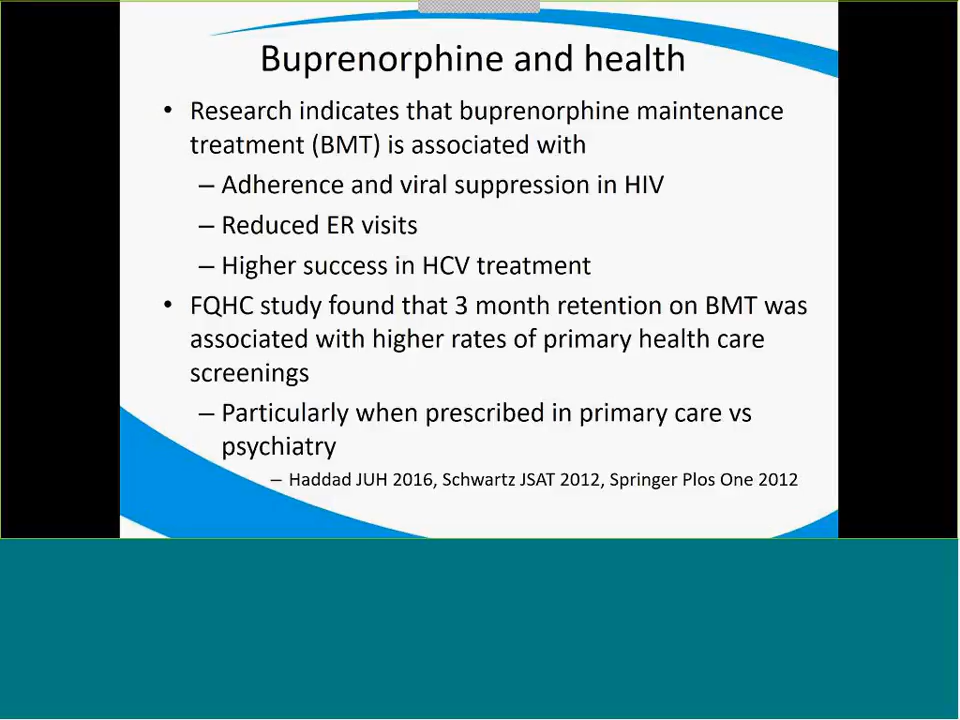 Buprenorphine and health
• Research indicates that buprenorphine maintenance
treatment (BMT) is associated with
– Adherence and viral suppression in HIV
– Reduced ER visits
– Higher success in HCV treatment
• FQHC study found that 3 month retention on BMT was
associated with higher rates of primary health care
screenings
– Particularly when prescribed in primary care vs
psychiatry
– Haddad JUH 2016, Schwartz JSAT 2012, Springer Plos One 2012